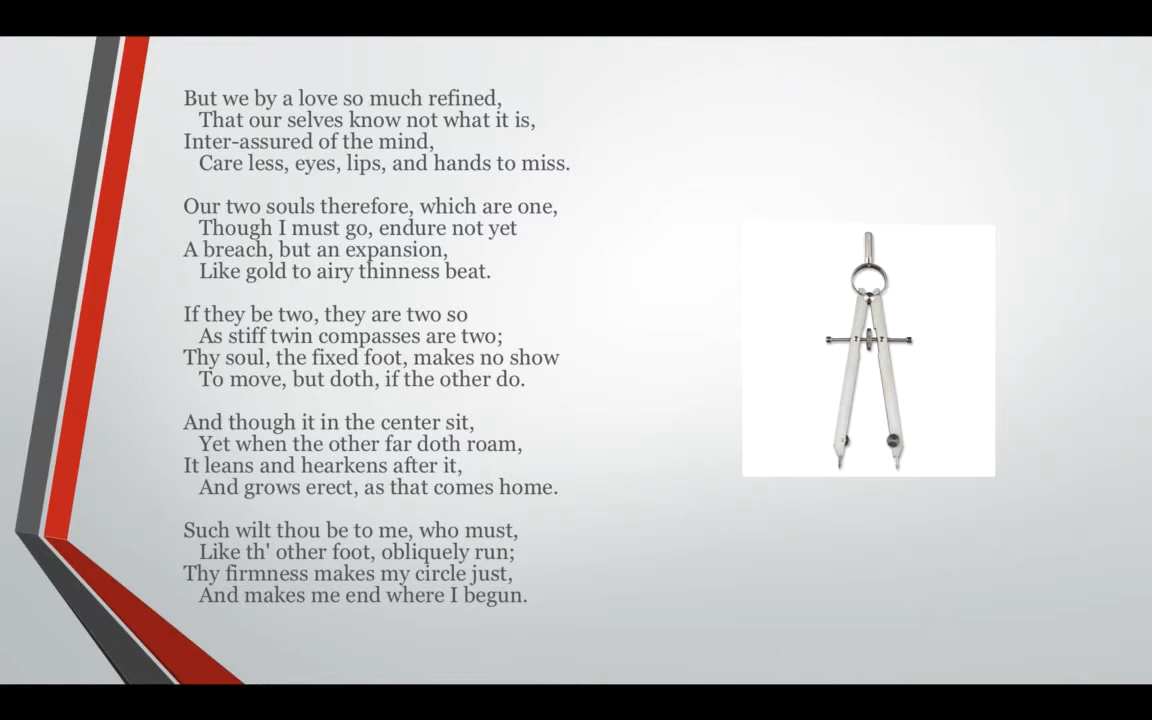 But we by a love so much refined,
That our selves know not what it is,
Inter-assured of the mind,
Care less, eyes, lips, and hands to miss.
Our two souls therefore, which are one,
Though I must go, endure not yet
A breach, but an expansion,
Like gold to airy thinness beat.
If they be two, they are two so
As stiff twin compasses are two;
Thy soul, the fixed foot, makes no show
To move, but doth, if the other do.
And though it in the center sit,
Yet when the other far doth roam,
It leans and hearkens after it,
And grows erect, as that comes home.
Such wilt thou be to me, who must,
Like th' other foot, obliquely run;
Thy firmness makes my circle just,
And makes me end where I begun.